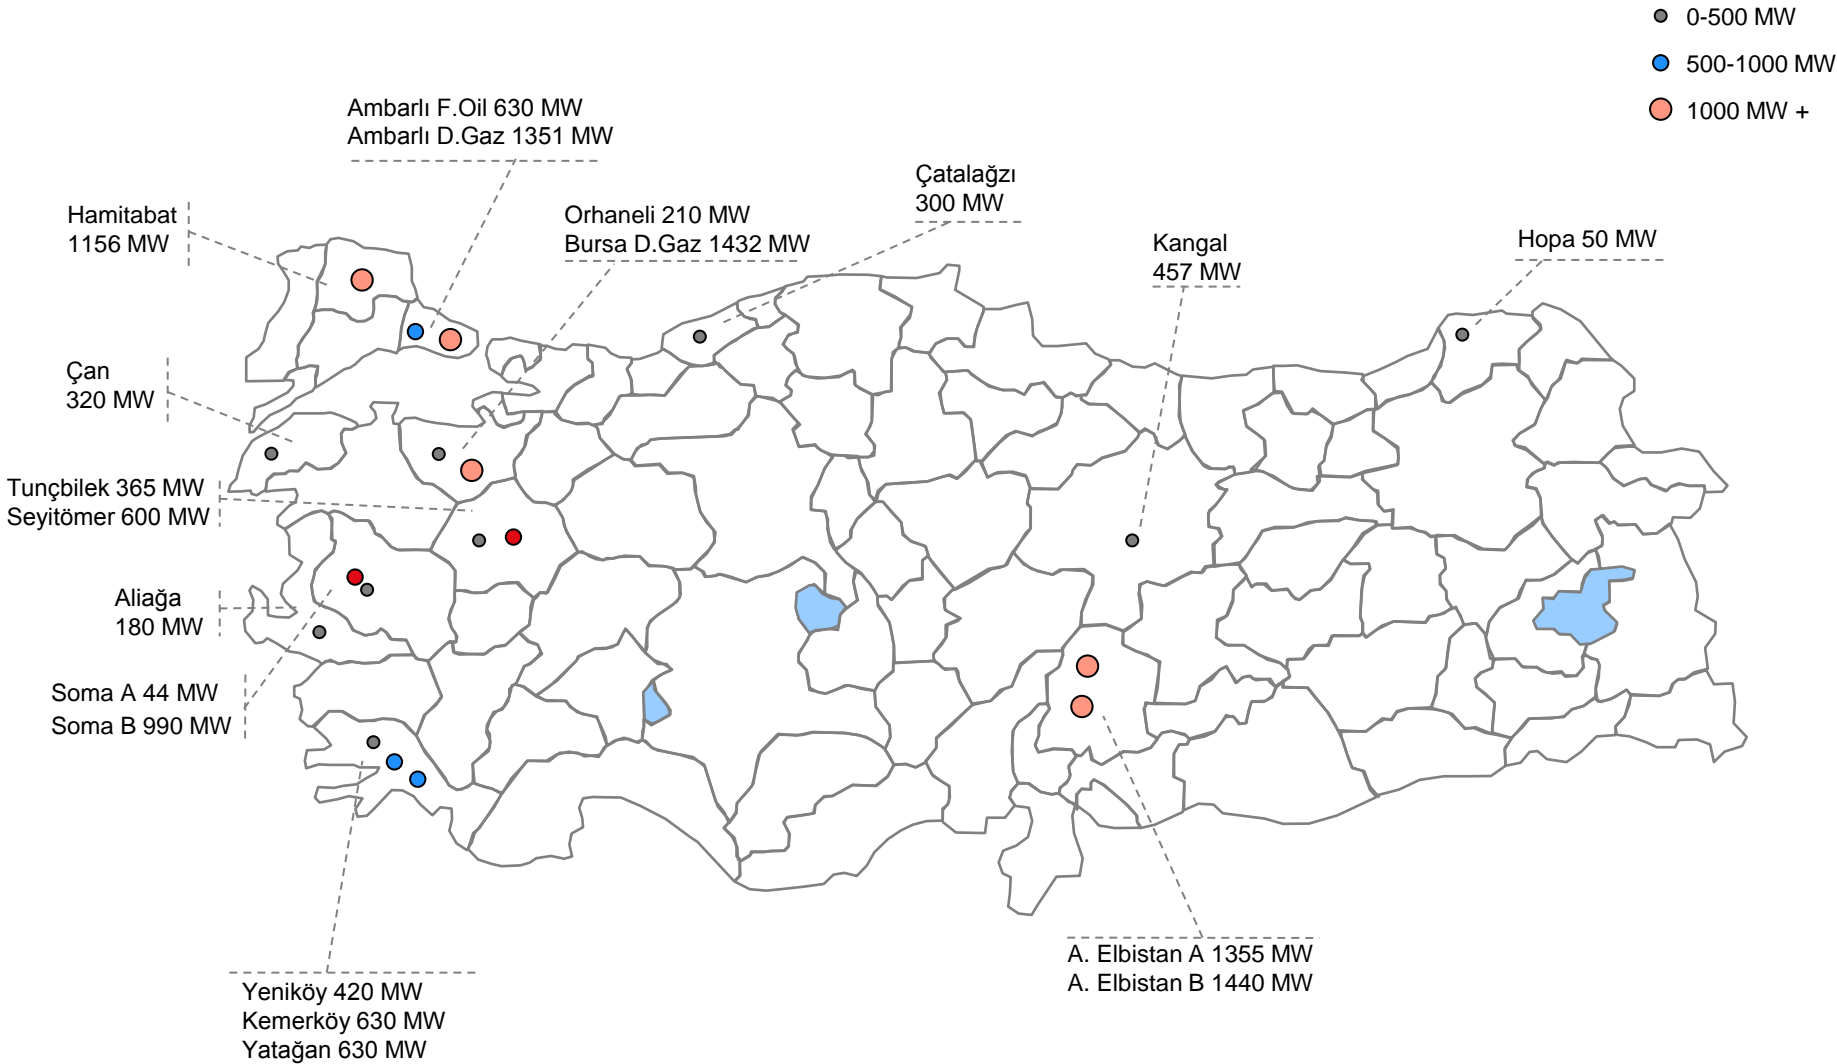 0-500 MW
500-1000 MW
1000 MW +
Ambarlı F.Oil 630 MW
Ambarlı D.Gaz 1351 MW
Çatalağzı
300 MW
Hamitabat
1156 MW
Orhaneli 210 MW
Bursa D.Gaz 1432 MW
Kangal
457 MW
Hopa 50 MW
Çan
320 MW
Tunçbilek 365 MW
Seyitömer 600 MW
Aliağa
180 MW
Soma A 44 MW
Soma B 990 MW
A. Elbistan A 1355 MW
A. Elbistan B 1440 MW
Yeniköy 420 MW
Kemerköy 630 MW
Yatağan 630 MW